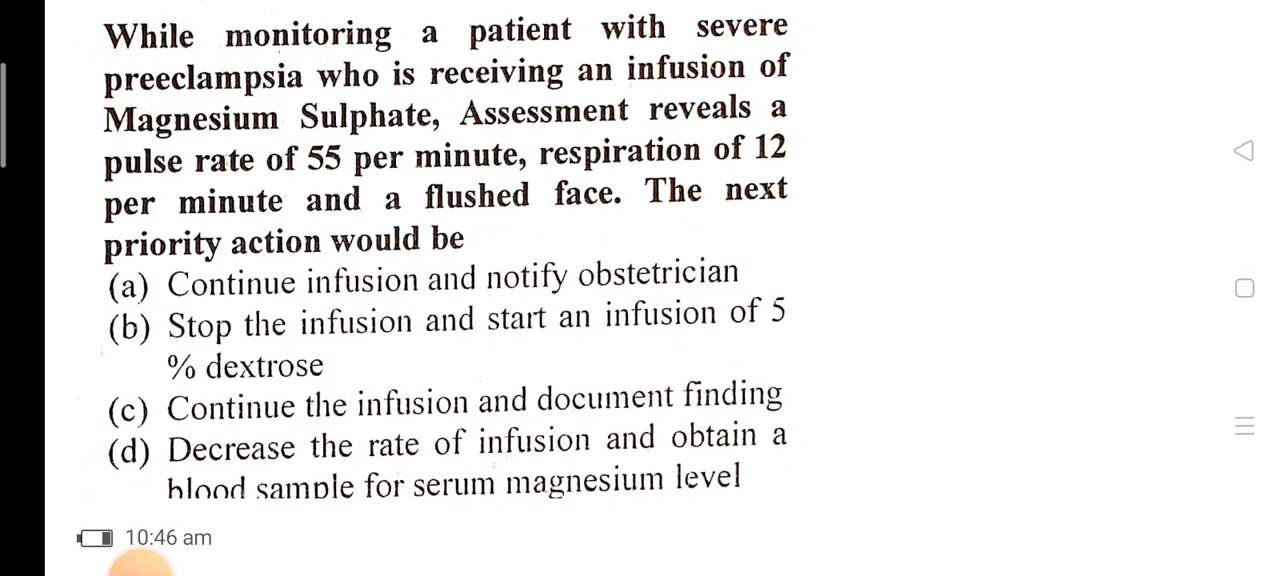 While monitoring a patient with severe
preeclampsia who is receiving an infusion of
Magnesium Sulphate, Assessment reveals a
pulse rate of 55 per minute, respiration of 12
per minute and a flushed face. The next
priority action would be
(a) Continue infusion and notify obstetrician
(b) Stop the infusion and start an infusion of 5
% dextrose
(c) Continue the infusion and document finding
(d) Decrease the rate of infusion and obtain a
blood sample for serum magnesium level
10:46 am